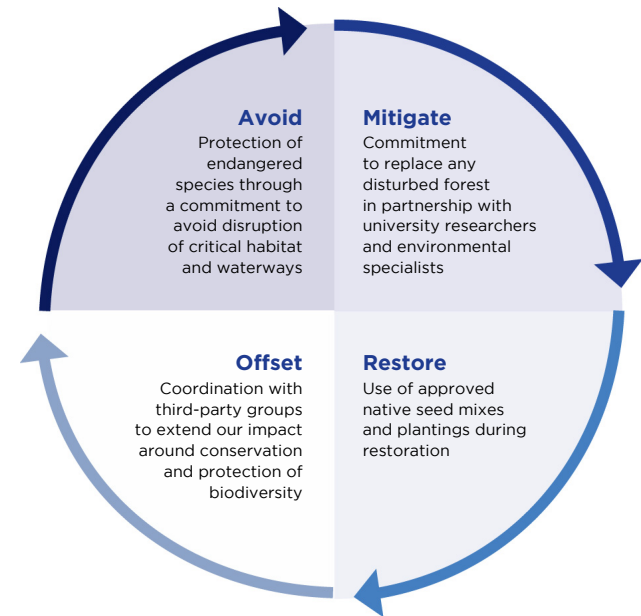 Avoid
Protection of
endangered
species through
a commitment to
avoid disruption
of critical habitat
and waterways
Mitigate
Commitment
to replace any
disturbed forest
in partnership with
university researchers
and environmental
specialists
Offset
Coordination with
third-party groups
to extend our impact
around conservation
and protection of
biodiversity
Restore
Use of approved
native seed mixes
and plantings during
restoration